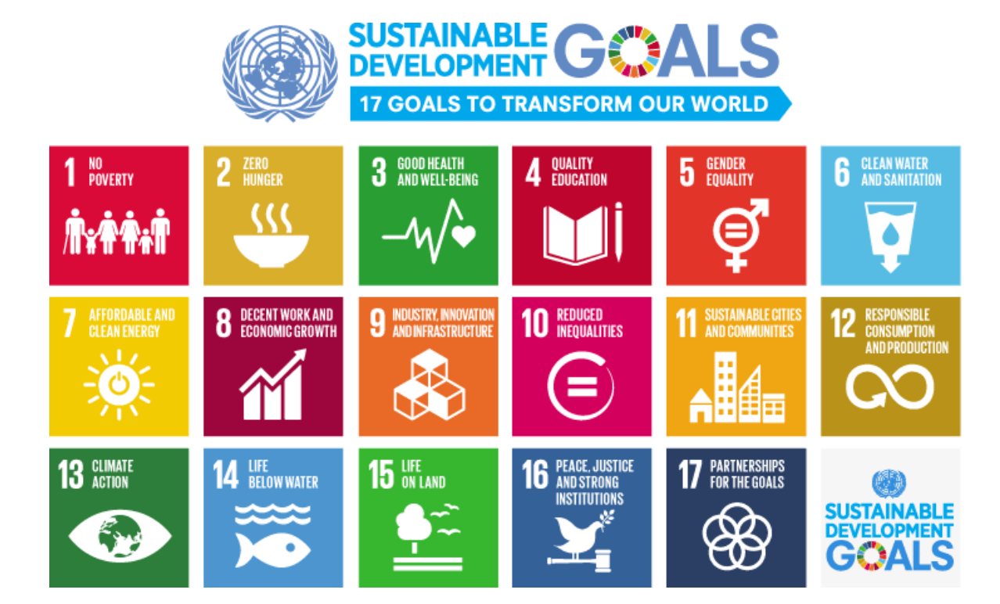 SUSTAINABLE
DEVELOPMENT
GOALS
17 GOALS TO TRANSFORM OUR WORLD
1 NO
POVERTY
2 ZERO
HUNGER
3 GOOD HEALTH
AND WELL-BEING
4 QUALITY
EDUCATION
5 GENDER
EQUALITY
6 CLEAN WATER
AND SANITATION
7 AFFORDABLE AND
CLEAN ENERGY
8 DECENT WORK AND
ECONOMIC GROWTH
9 INDUSTRY, INNOVATION
AND INFRASTRUCTURE
10 REDUCED
INEQUALITIES
11 SUSTAINABLE CITIES
AND COMMUNITIES
12 RESPONSIBLE
CONSUMPTION
AND PRODUCTION
13 CLIMATE
ACTION
14 LIFE
BELOW WATER
15 LIFE
ON LAND
16 PEACE, JUSTICE
AND STRONG
INSTITUTIONS
17 PARTNERSHIPS
FOR THE GOALS
SUSTAINABLE
DEVELOPMENT
GOALS